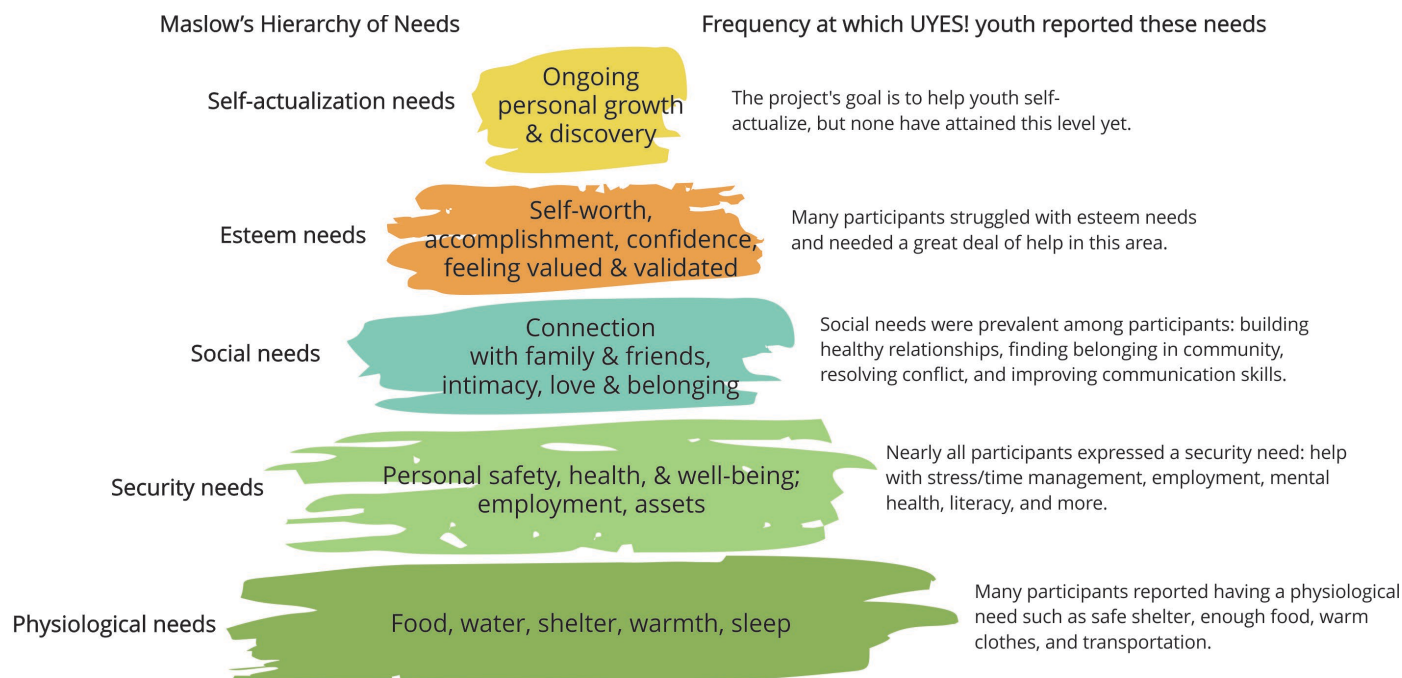 Maslow’s Hierarchy of Needs
Frequency at which UYES! youth reported these needs
Self-actualization needs
Ongoing
personal growth
& discovery
The project's goal is to help youth self-
actualize, but none have attained this level yet.
Esteem needs
Self-worth,
accomplishment, confidence,
feeling valued & validated
Many participants struggled with esteem needs
and needed a great deal of help in this area.
Social needs
Connection
with family & friends,
intimacy, love & belonging
Social needs were prevalent among participants: building
healthy relationships, finding belonging in community,
resolving conflict, and improving communication skills.
Security needs
Personal safety, health, & well-being;
employment, assets
Nearly all participants expressed a security need: help
with stress/time management, employment, mental
health, literacy, and more.
Physiological needs
Food, water, shelter, warmth, sleep
Many participants reported having a physiological
need such as safe shelter, enough food, warm
clothes, and transportation.